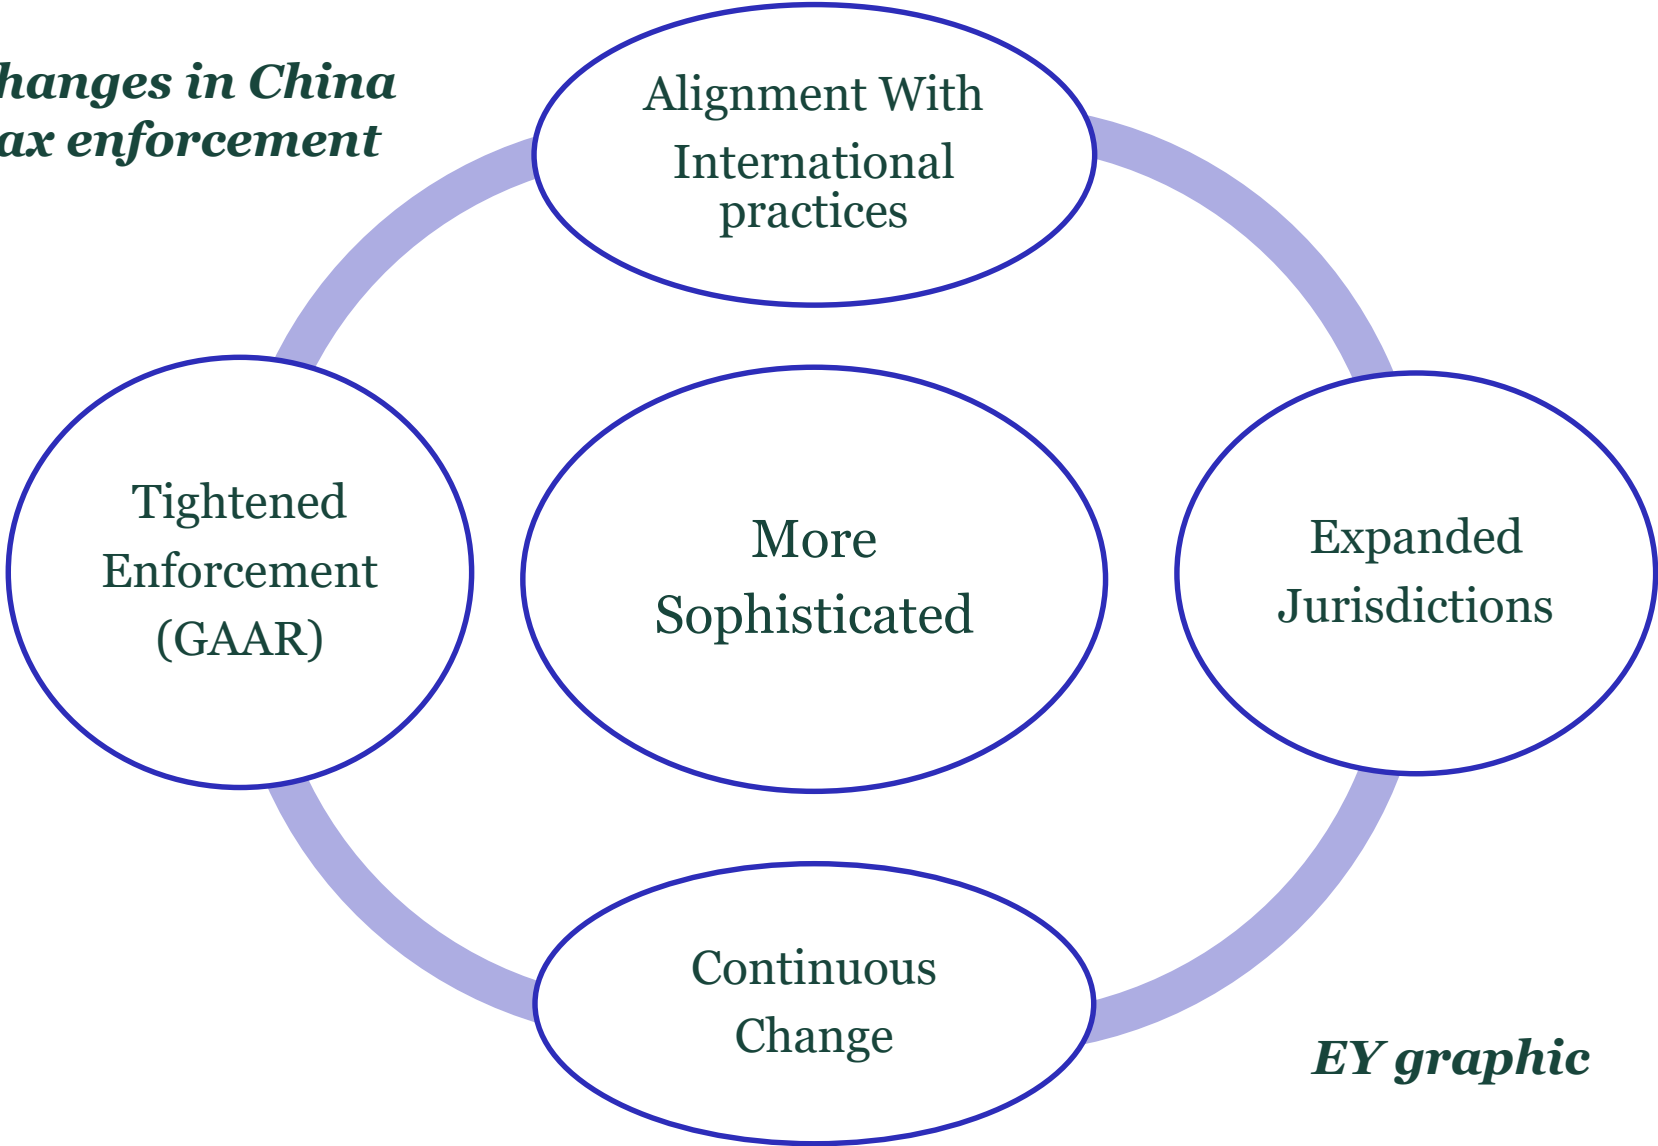 hanges in China
ax enforcement
Alignment With
International
practices
Tightened
Enforcement
(GAAR)
More
Sophisticated
Expanded
Jurisdictions
Continuous
Change
EY graphic